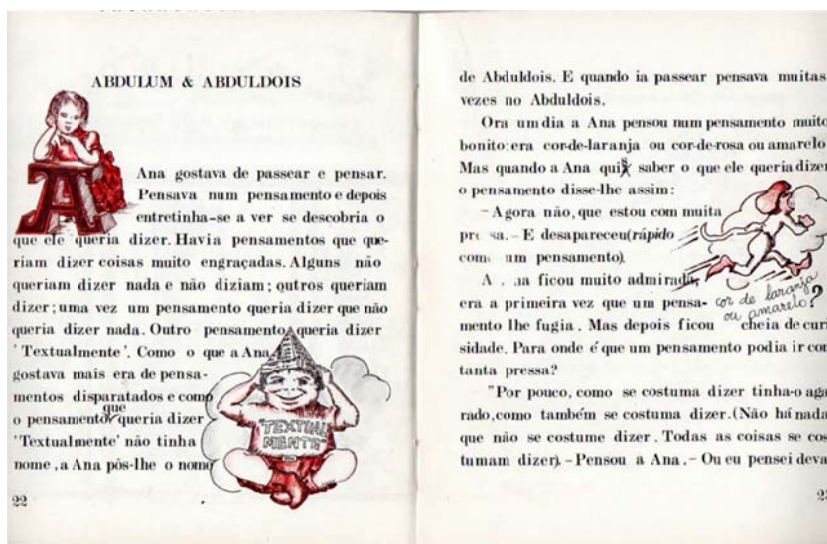 ABDULUM & ABDULDOIS
A
Ana gostava de passear e pensar.
Pensava num pensamento e depois
entretinha-se a ver se descobria o
que ele queria dizer. Havia pensamentos que que-
riam dizer coisas muito engraçadas. Alguns não
queriam dizer nada e não diziam; outros queriam
dizer; uma vez um pensamento queria dizer que não
queria dizer nada. Outro pensamento queria dizer
'Textualmente'. Como o que a Ana
gostava mais era de pensa-
mentos disparatados e como
o pensamento que queria dizer
'Textualmente' não tinha
nome, a Ana pôs-lhe o nome
"TEXTUAL
MENTE"
22
de Abduldois. E quando ia passear pensava muitas
vezes no Abduldois.
Ora um dia a Ana pensou num pensamento muito
bonito: era cor-de-laranja ou cor-de-rosa ou amarelo.
Mas quando a Ana quis saber o que ele queria dizer
o pensamento disse-lhe assim:
- Agora não, que estou com muita
pr sa. - E desapareceu (rápido
com um pensamento).
A na ficou muito admirada,
era a primeira vez que um pensa-
mento lhe fugia. Mas depois ficou cheia de curi
sidade. Para onde é que um pensamento podia ir com
tanta pressa?
"Por pouco, como se costuma dizer tinha-o aga
rado, como também se costuma dizer. (Não há nada
que não se costume dizer. Todas as coisas se cos
tumam dizer). - Pensou a Ana. - Ou eu pensei deva
cor de laranja
ou amarelo?